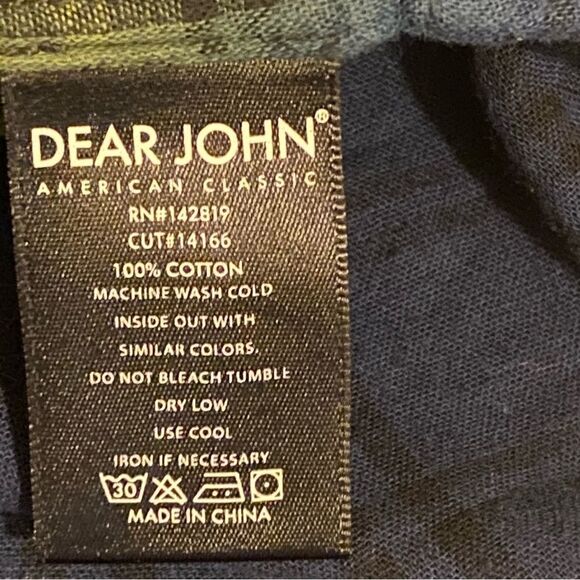 DEAR JOHN®
AMERICAN CLASSIC
RN#142819
CUT#14166
100% COTTON
MACHINE WASH COLD
INSIDE OUT WITH
SIMILAR COLORS.
DO NOT BLEACH TUMBLE
DRY LOW
USE COOL
IRON IF NECESSARY
30
MADE IN CHINA